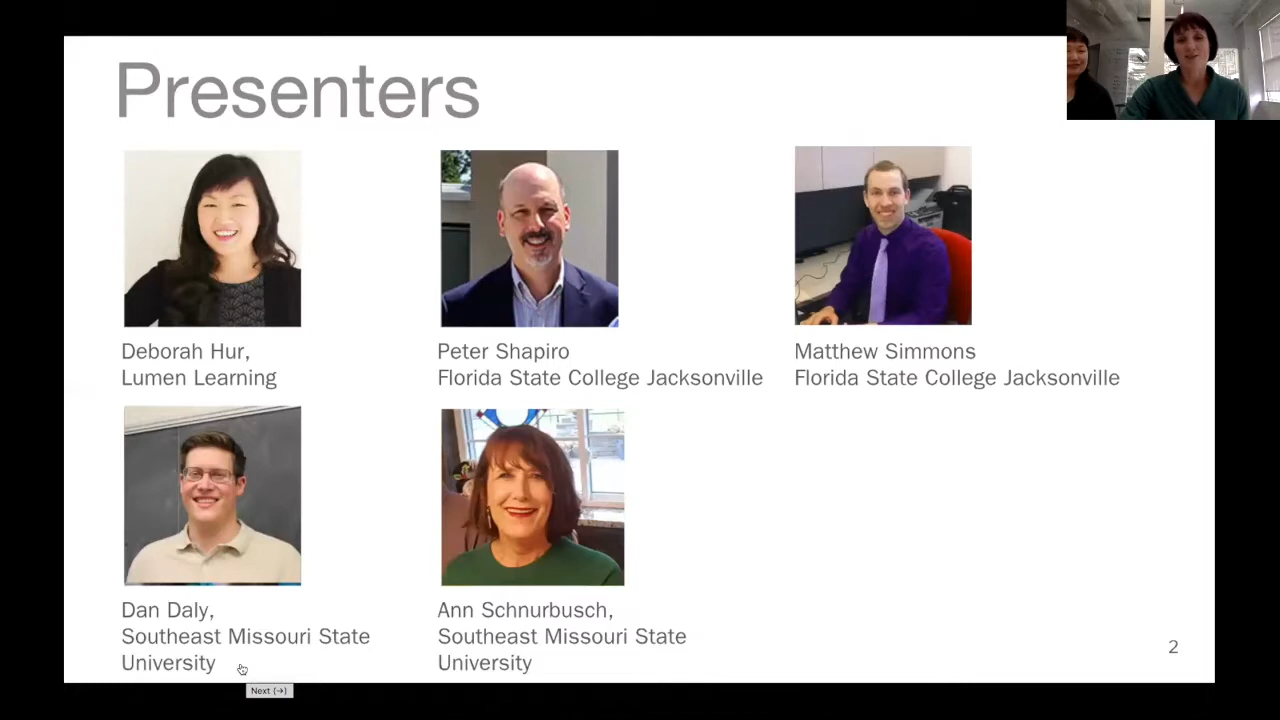 Presenters
Deborah Hur,
Lumen Learning
Peter Shapiro
Florida State College Jacksonville
Matthew Simmons
Florida State College Jacksonville
Dan Daly,
Southeast Missouri State
University
Ann Schnurbusch,
Southeast Missouri State
University
2
Next (→)